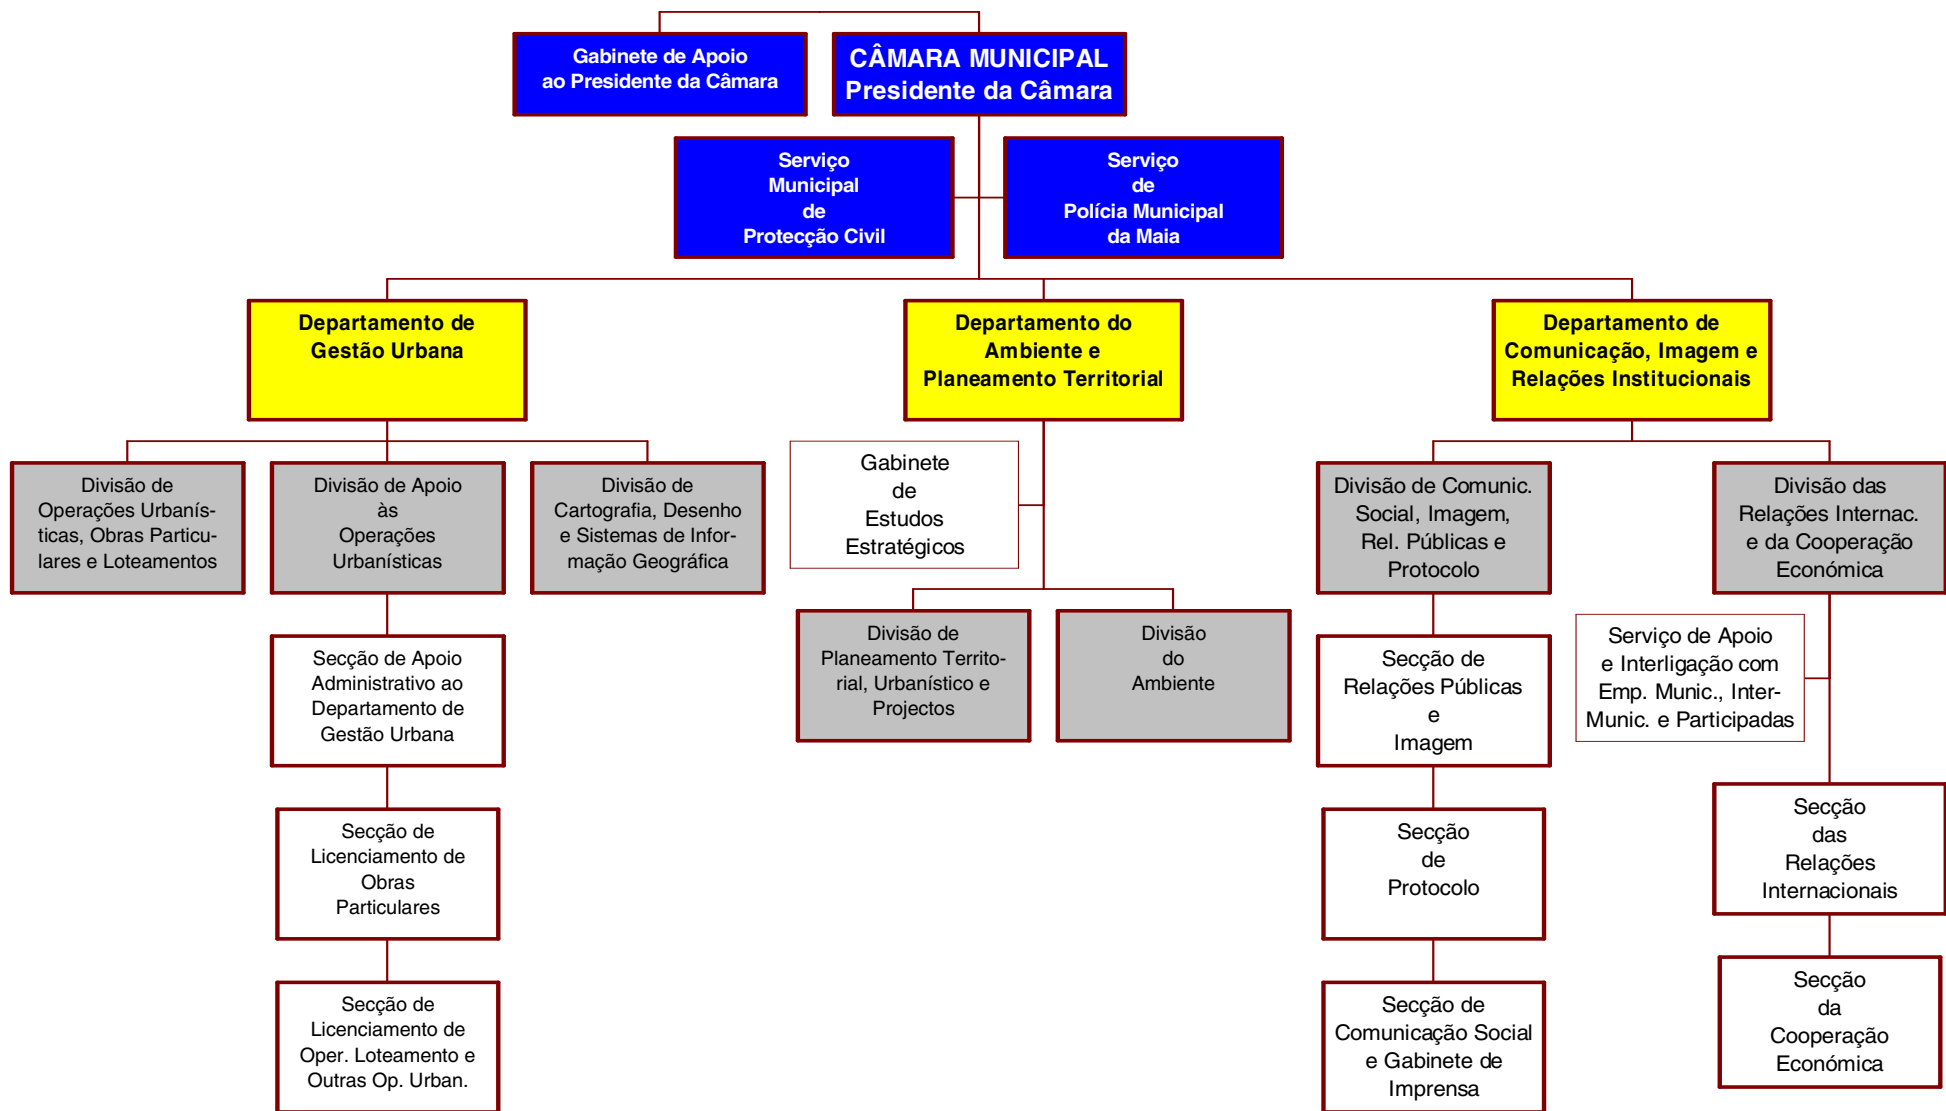 Gabinete de Apoio
ao Presidente da Câmara
CÂMARA MUNICIPAL
Presidente da Câmara
Serviço
Municipal
de
Protecção Civil
Serviço
de
Polícia Municipal
da Maia
Departamento de
Gestão Urbana
Departamento do
Ambiente e
Planeamento Territorial
Departamento de
Comunicação, Imagem e
Relações Institucionais
Divisão de
Operações Urbanís-
ticas, Obras Particu-
lares e Loteamentos
Divisão de Apoio
às
Operações
Urbanísticas
Divisão de
Cartografia, Desenho
e Sistemas de Infor-
mação Geográfica
Gabinete
de
Estudos
Estratégicos
Divisão de Comunic.
Social, Imagem,
Rel. Públicas e
Protocolo
Divisão das
Relações Internac.
e da Cooperação
Económica
Secção de Apoio
Administrativo ao
Departamento de
Gestão Urbana
Divisão de
Planeamento Territo-
rial, Urbanístico e
Projectos
Divisão
do
Ambiente
Secção de
Relações Públicas
e
Imagem
Serviço de Apoio
e Interligação com
Emp. Munic., Inter-
Munic. e Participadas
Secção de
Licenciamento de
Obras
Particulares
Secção
de
Protocolo
Secção
das
Relações
Internacionais
Secção de
Licenciamento de
Oper. Loteamento e
Outras Op. Urban.
Secção de
Comunicação Social
e Gabinete de
Imprensa
Secção
da
Cooperação
Económica